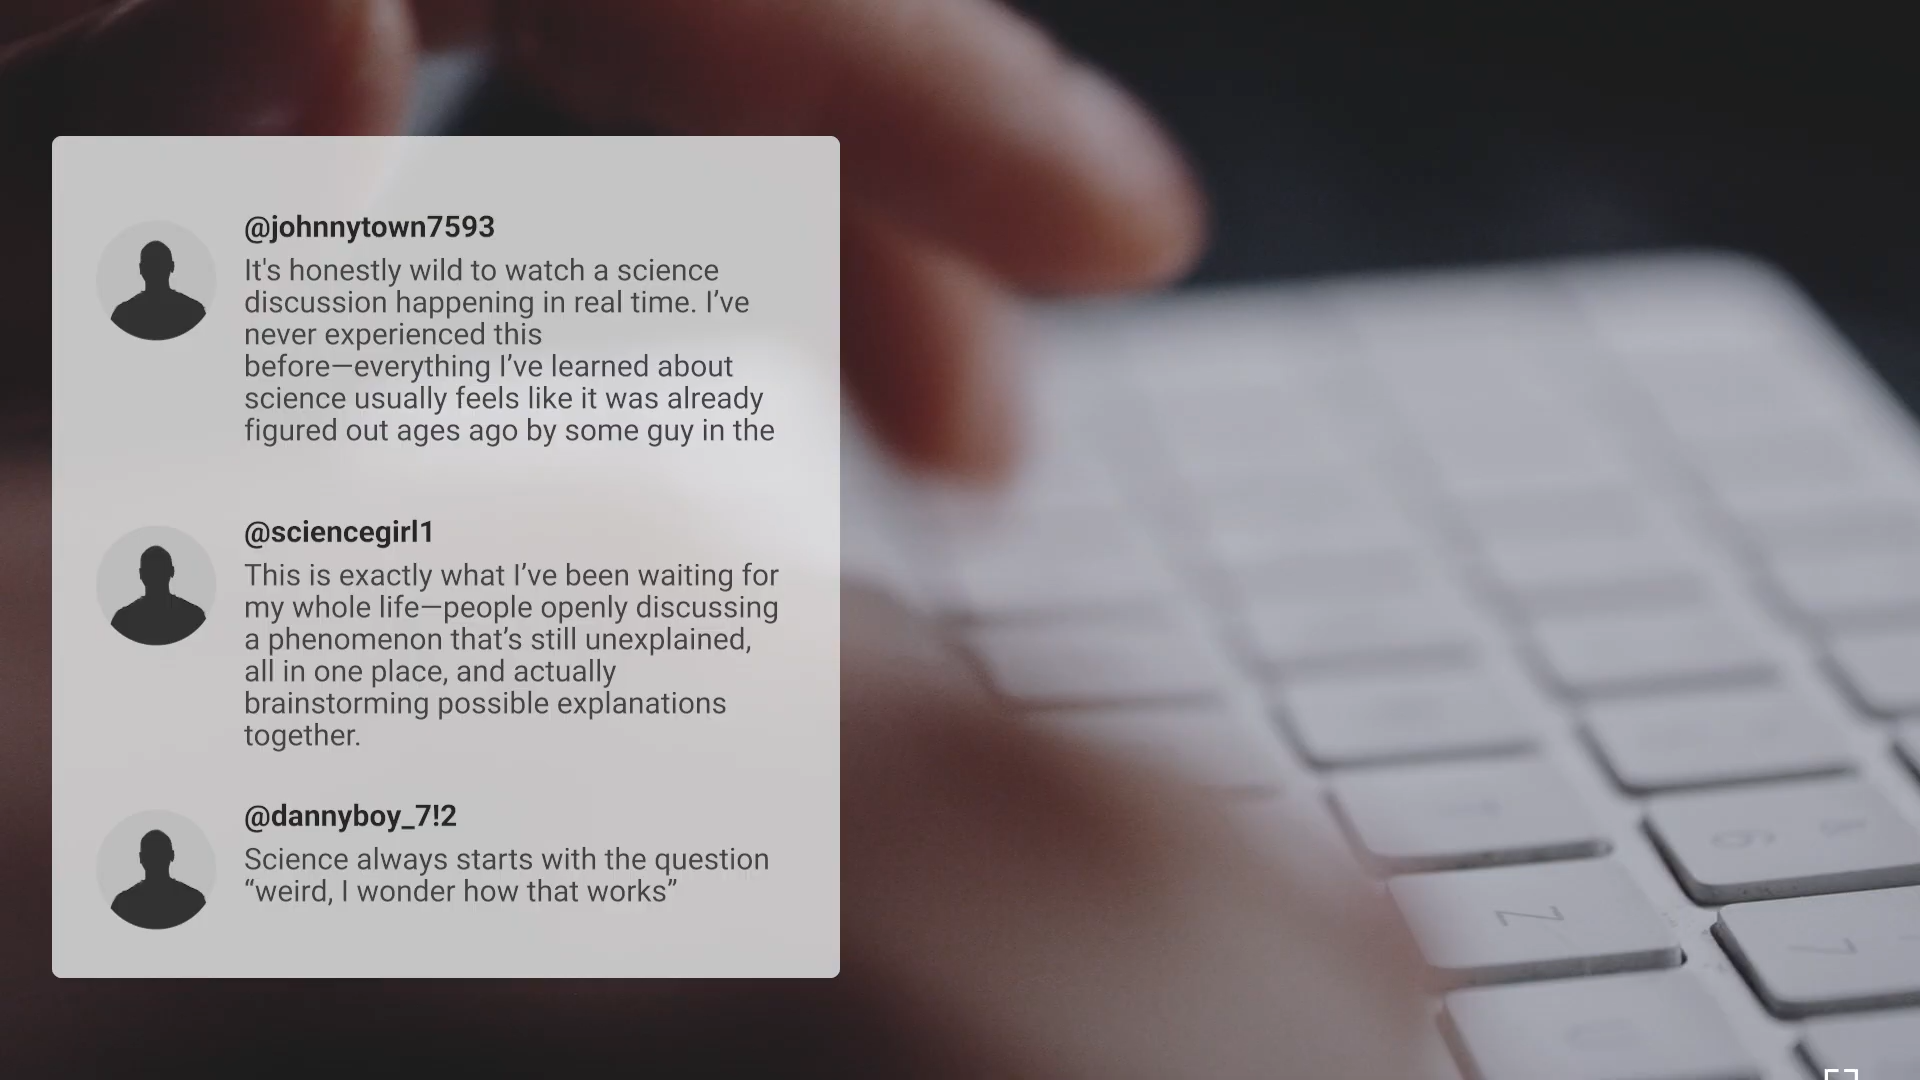 @johnnytown7593
It's honestly wild to watch a science
discussion happening in real time. I’ve
never experienced this
before—everything I’ve learned about
science usually feels like it was already
figured out ages ago by some guy in the
@sciencegirl1
This is exactly what I’ve been waiting for
my whole life—people openly discussing
a phenomenon that’s still unexplained,
all in one place, and actually
brainstorming possible explanations
together.
@dannyboy_7!2
Science always starts with the question
“weird, I wonder how that works”
Z